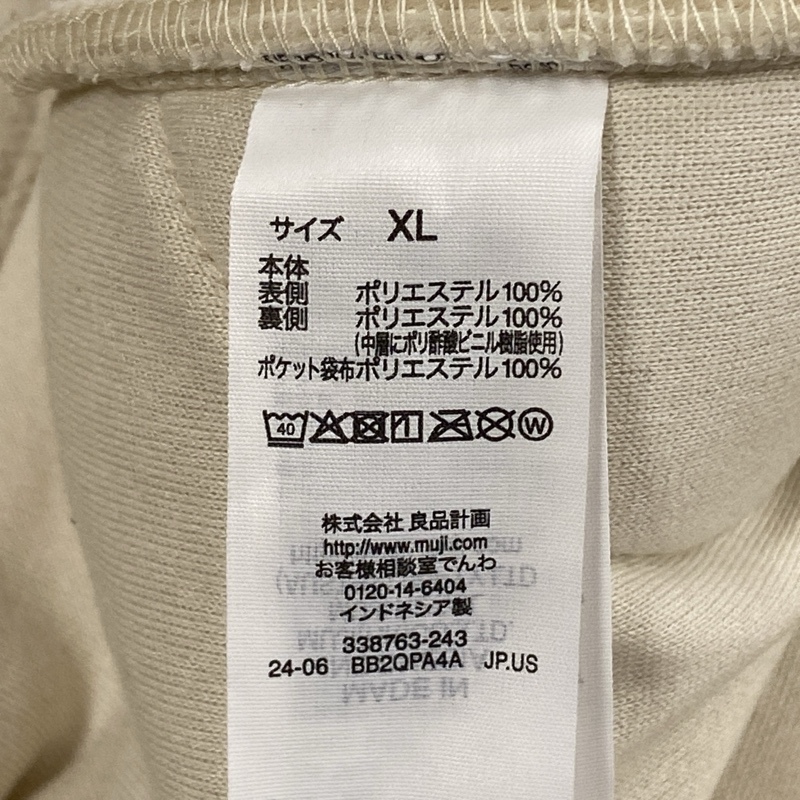 サイズ XL
本体
表側 ポリエステル100%
裏側 ポリエステル100%
(中層にポリ酢酸ビニル樹脂使用)
ポケット袋布ポリエステル100%
40 W
株式会社 良品計画
http://www.muji.com
お客様相談室でんわ
0120-14-6404
インドネシア製
338763-243
24-06 BB2QPA4A JP.US
MADE IN